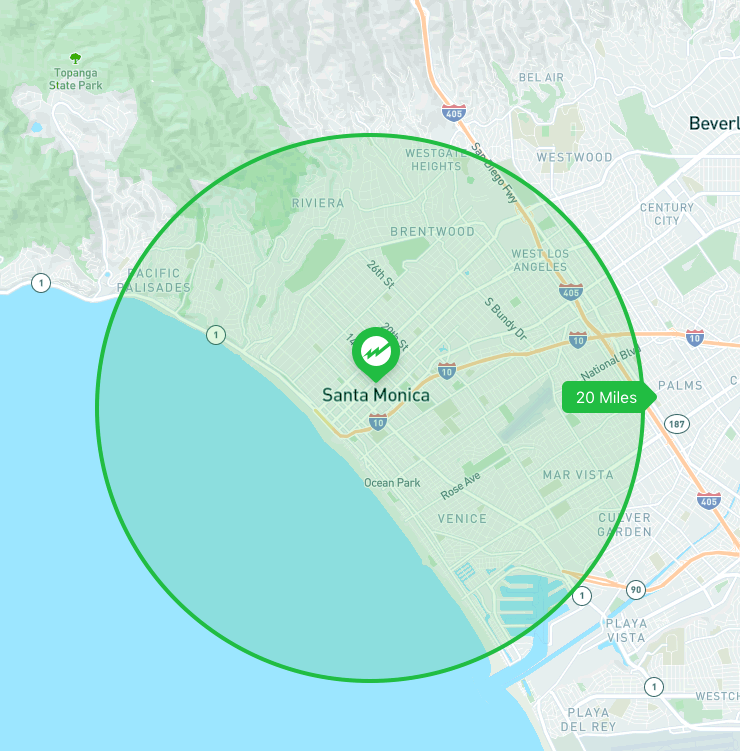 Topanga
State Park
BEL AIR
405
Beverl
San Diego Fwy
WESTGATE
HEIGHTS
WESTWOOD
RIVIERA
CENTURY
CITY
BRENTWOOD
WEST LOS
ANGELES
26th St
PACIFIC
PALISADES
1
405
S Bundy Dr
1
20th St
14
10
10
National Blvd
10
Santa Monica
20 Miles
PALMS
C
10
187
Ocean Park
Rose Ave
MAR VISTA
405
VENICE
CULVER
GARDEN
1
90
PLAYA
VISTA
1
WESTCH
PLAYA
DEL REY